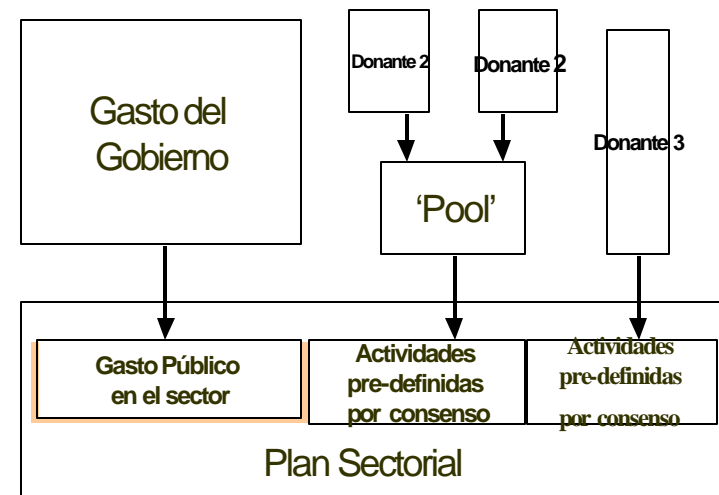 Gasto del
Gobierno
Donante 2
Donante 2
Donante 3
'Pool'
Gasto Público
en el sector
Actividades
pre-definidas
por consenso
Actividades
pre-definidas
por consenso
Plan Sectorial